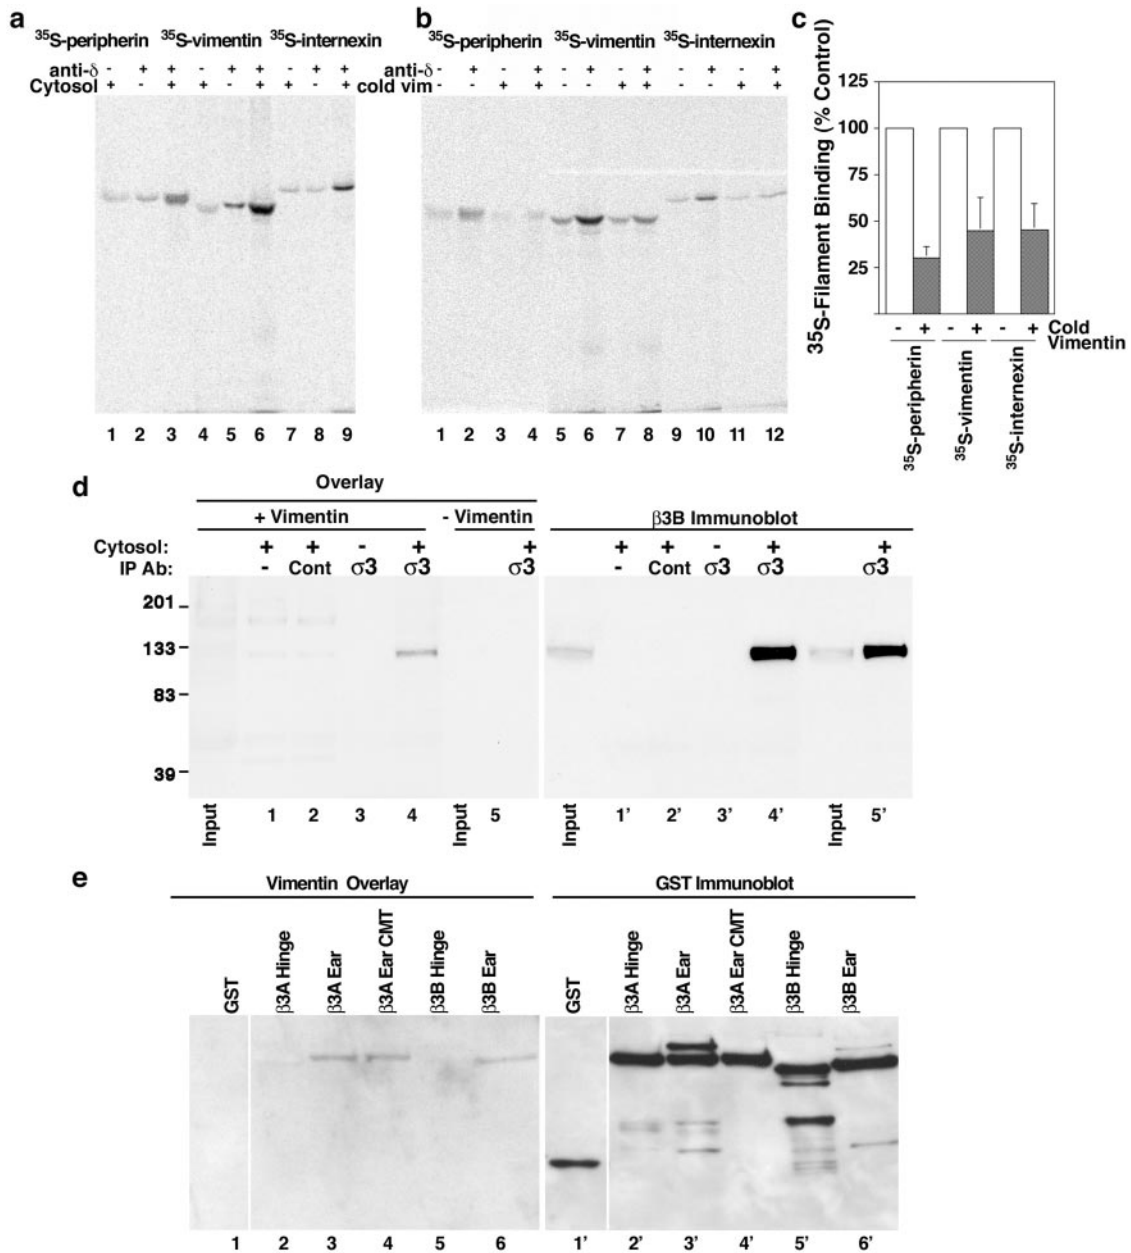 a
35S-peripherin 35S-vimentin 35S-internexin
anti-δ - + + - + + - + +
Cytosol + - + + - + + - +
1 2 3 4 5 6 7 8 9
b
35S-peripherin 35S-vimentin 35S-internexin
anti-δ - + - + - + - + - + - +
cold vim - - + + - - + + - - + +
1 2 3 4 5 6 7 8 9 10 11 12
c
35S-Filament Binding (% Control)
125
100
75
50
25
- + - + - + Cold
Vimentin
35S-peripherin
35S-vimentin
35S-internexin
d
Overlay
+ Vimentin - Vimentin β3B Immunoblot
Cytosol: + + - + + + + - + +
IP Ab: - Cont σ3 σ3 σ3 - Cont σ3 σ3 σ3
201
133
83
39
Input 1 2 3 4 Input 5 Input 1' 2' 3' 4' Input 5'
e
Vimentin Overlay GST Immunoblot
GST β3A Hinge β3A Ear β3A Ear CMT β3B Hinge β3B Ear GST β3A Hinge β3A Ear β3A Ear CMT β3B Hinge β3B Ear
1 2 3 4 5 6 1' 2' 3' 4' 5' 6'